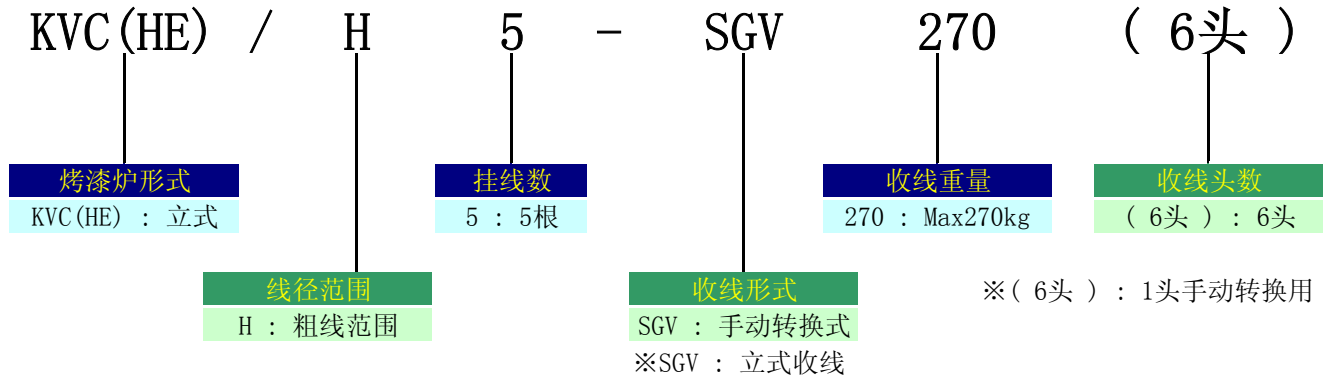 KVC(HE) / H 5 - SGV 270 ( 6头 )
烤漆炉形式 挂线数 收线重量 收线头数
KVC(HE) : 立式 5 : 5根 270 : Max270kg ( 6头 ) : 6头
线径范围 收线形式 ※( 6头 ) : 1头手动转换用
H : 粗线范围 SGV : 手动转换式
※SGV : 立式收线